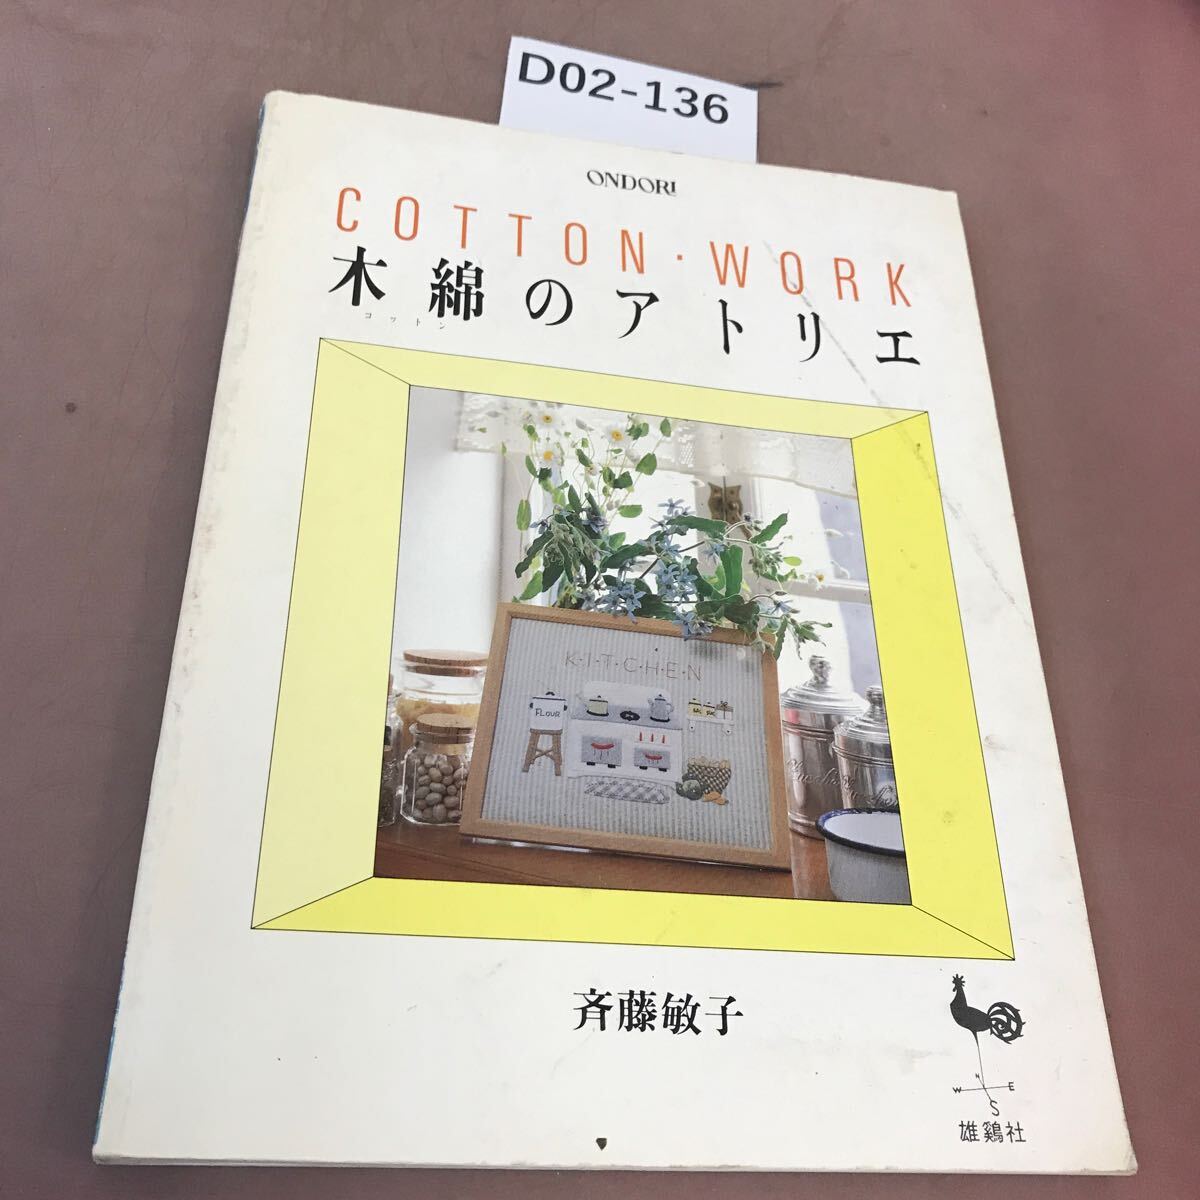 D02-136
ONDORI
COTTON・WORK
木綿のアトリエ
コットン
K・I・T・C・H・E・N
FLOUR
斉藤敏子
N
W E
S
雄鷄社